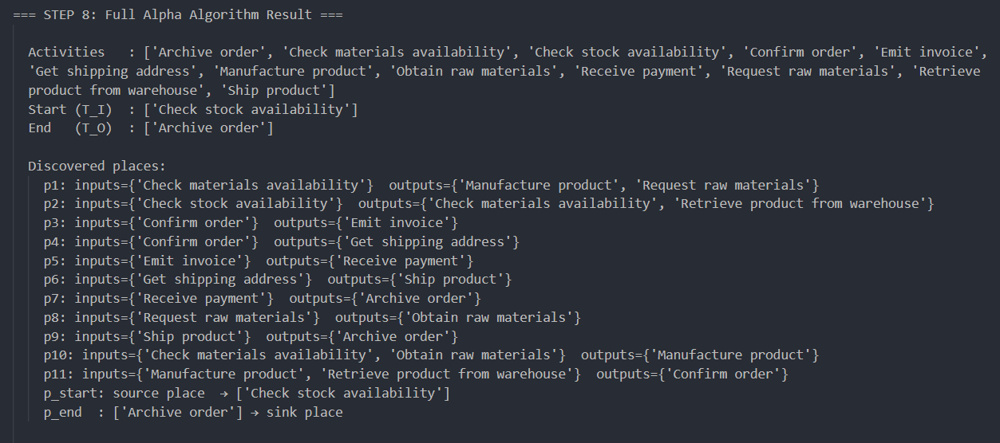 === STEP 8: Full Alpha Algorithm Result ===
Activities   : ['Archive order', 'Check materials availability', 'Check stock availability', 'Confirm order', 'Emit invoice',
'Get shipping address', 'Manufacture product', 'Obtain raw materials', 'Receive payment', 'Request raw materials', 'Retrieve
product from warehouse', 'Ship product']
Start (T_I)  : ['Check stock availability']
End   (T_O)  : ['Archive order']
Discovered places:
p1: inputs={'Check materials availability'}  outputs={'Manufacture product', 'Request raw materials'}
p2: inputs={'Check stock availability'}  outputs={'Check materials availability', 'Retrieve product from warehouse'}
p3: inputs={'Confirm order'}  outputs={'Emit invoice'}
p4: inputs={'Confirm order'}  outputs={'Get shipping address'}
p5: inputs={'Emit invoice'}  outputs={'Receive payment'}
p6: inputs={'Get shipping address'}  outputs={'Ship product'}
p7: inputs={'Receive payment'}  outputs={'Archive order'}
p8: inputs={'Request raw materials'}  outputs={'Obtain raw materials'}
p9: inputs={'Ship product'}  outputs={'Archive order'}
p10: inputs={'Check materials availability', 'Obtain raw materials'}  outputs={'Manufacture product'}
p11: inputs={'Manufacture product', 'Retrieve product from warehouse'}  outputs={'Confirm order'}
p_start: source place  → ['Check stock availability']
p_end  : ['Archive order'] → sink place